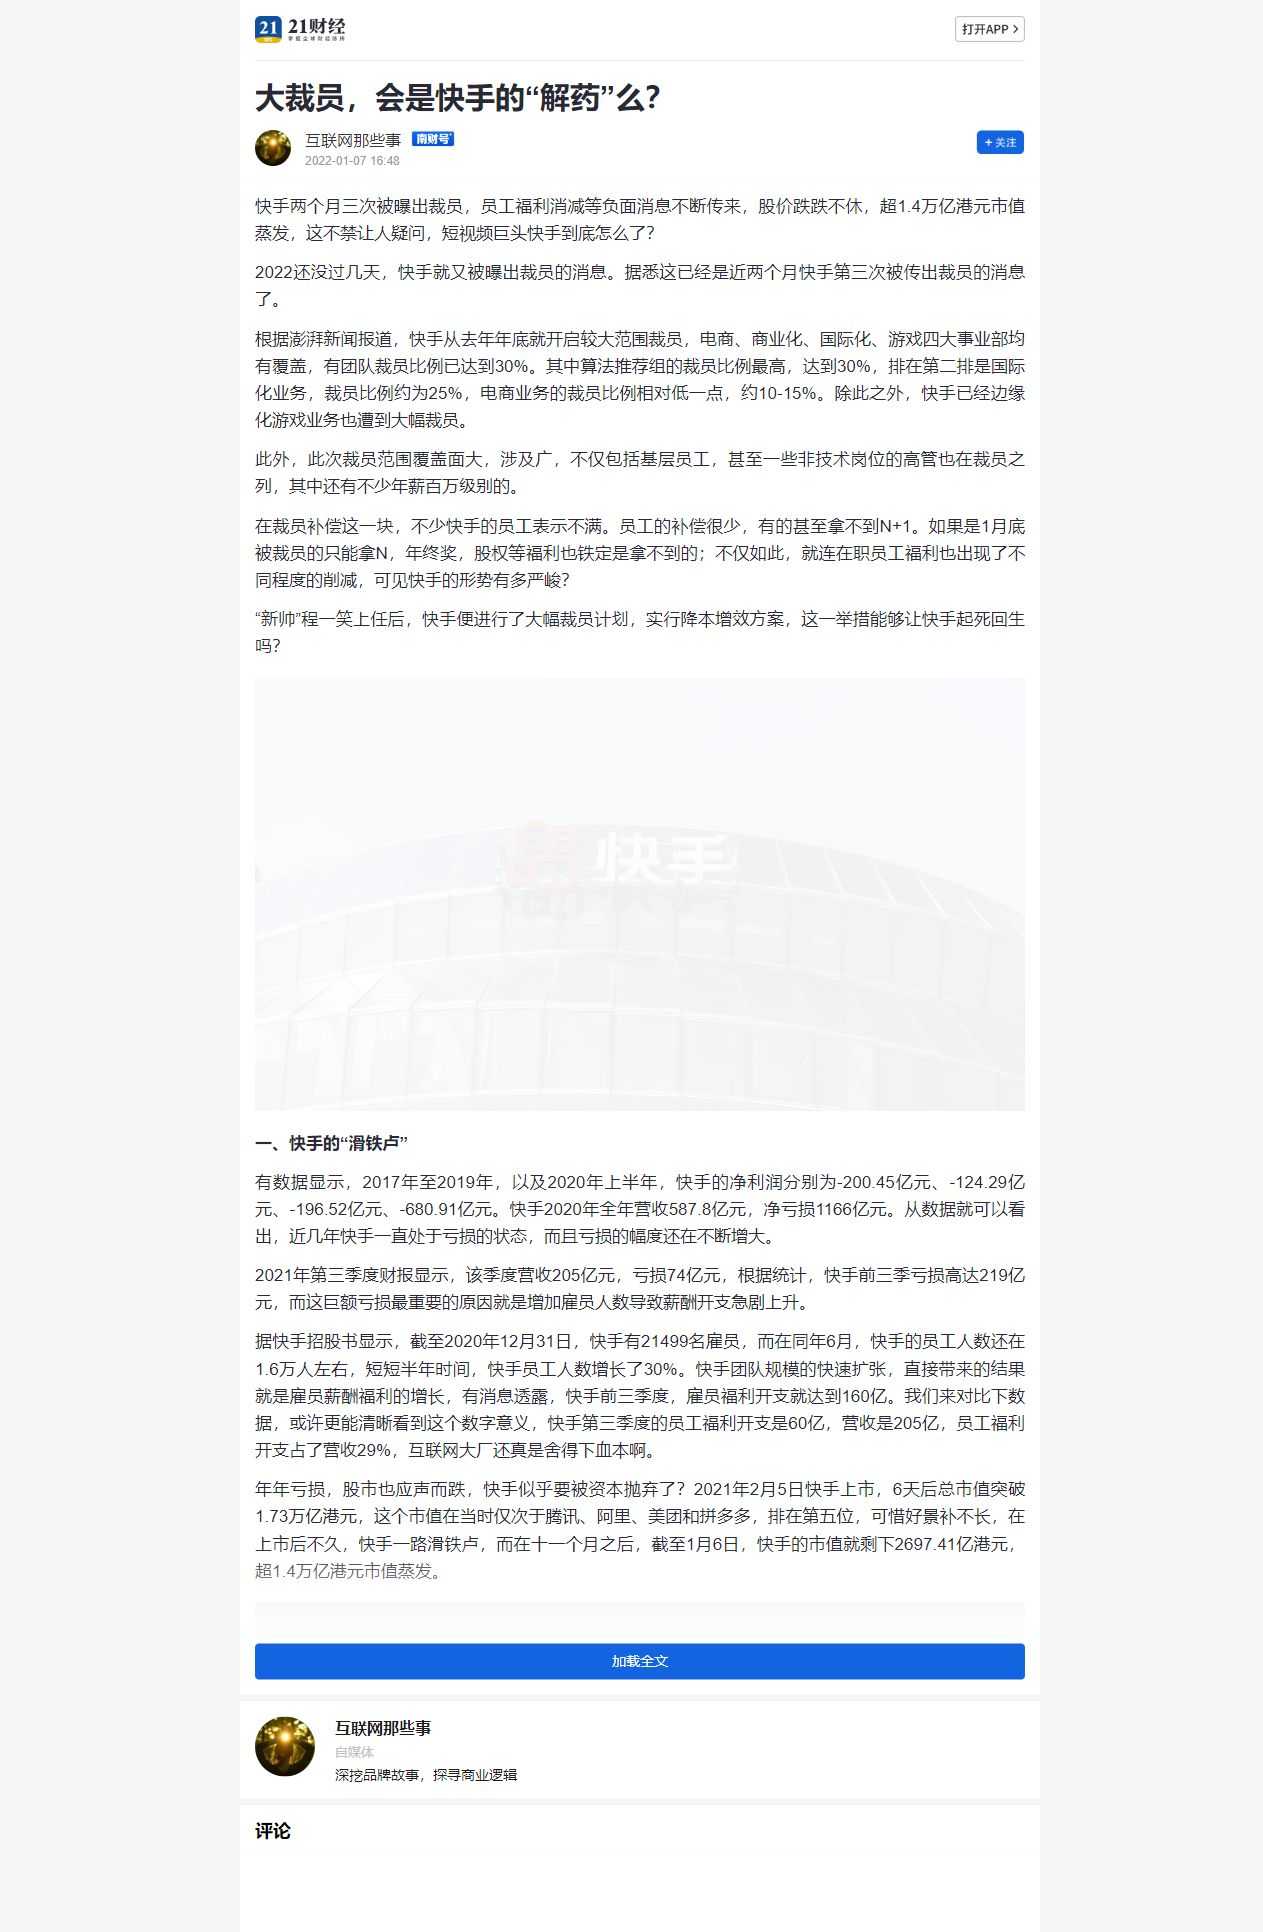 21 21财经
打开APP >
大裁员，会是快手的“解药”么？
互联网那些事 南财号
2022-01-07 16:48
+ 关注
快手两个月三次被曝出裁员，员工福利消减等负面消息不断传来，股价跌跌不休，超1.4万亿港元市值
蒸发，这不禁让人疑问，短视频巨头快手到底怎么了？
2022还没过几天，快手就又被曝出裁员的消息。据悉这已经是近两个月快手第三次被传出裁员的消息
了。
根据澎湃新闻报道，快手从去年年底就开启较大范围裁员，电商、商业化、国际化、游戏四大事业部均
有覆盖，有团队裁员比例已达到30%。其中算法推荐组的裁员比例最高，达到30%，排在第二排是国际
化业务，裁员比例约为25%，电商业务的裁员比例相对低一点，约10-15%。除此之外，快手已经边缘
化游戏业务也遭到大幅裁员。
此外，此次裁员范围覆盖面大，涉及广，不仅包括基层员工，甚至一些非技术岗位的高管也在裁员之
列，其中还有不少年薪百万级别的。
在裁员补偿这一块，不少快手的员工表示不满。员工的补偿很少，有的甚至拿不到N+1。如果是1月底
被裁员的只能拿N，年终奖，股权等福利也铁定是拿不到的；不仅如此，就连在职员工福利也出现了不
同程度的削减，可见快手的形势有多严峻？
“新帅”程一笑上任后，快手便进行了大幅裁员计划，实行降本增效方案，这一举措能够让快手起死回生
吗？
快手
一、快手的“滑铁卢”
有数据显示，2017年至2019年，以及2020年上半年，快手的净利润分别为-200.45亿元、-124.29亿
元、-196.52亿元、-680.91亿元。快手2020年全年营收587.8亿元，净亏损1166亿元。从数据就可以看
出，近几年快手一直处于亏损的状态，而且亏损的幅度还在不断增大。
2021年第三季度财报显示，该季度营收205亿元，亏损74亿元，根据统计，快手前三季亏损高达219亿
元，而这巨额亏损最重要的原因就是增加雇员人数导致薪酬开支急剧上升。
据快手招股书显示，截至2020年12月31日，快手有21499名雇员，而在同年6月，快手的员工人数还在
1.6万人左右，短短半年时间，快手员工人数增长了30%。快手团队规模的快速扩张，直接带来的结果
就是雇员薪酬福利的增长，有消息透露，快手前三季度，雇员福利开支就达到160亿。我们来对比下数
据，或许更能清晰看到这个数字意义，快手第三季度的员工福利开支是60亿，营收是205亿，员工福利
开支占了营收29%，互联网大厂还真是舍得下血本啊。
年年亏损，股市也应声而跌，快手似乎要被资本抛弃了？2021年2月5日快手上市，6天后总市值突破
1.73万亿港元，这个市值在当时仅次于腾讯、阿里、美团和拼多多，排在第五位，可惜好景补不长，在
上市后不久，快手一路滑铁卢，而在十一个月之后，截至1月6日，快手的市值就剩下2697.41亿港元，
超1.4万亿港元市值蒸发。
加载全文
互联网那些事
自媒体
深挖品牌故事，探寻商业逻辑
评论